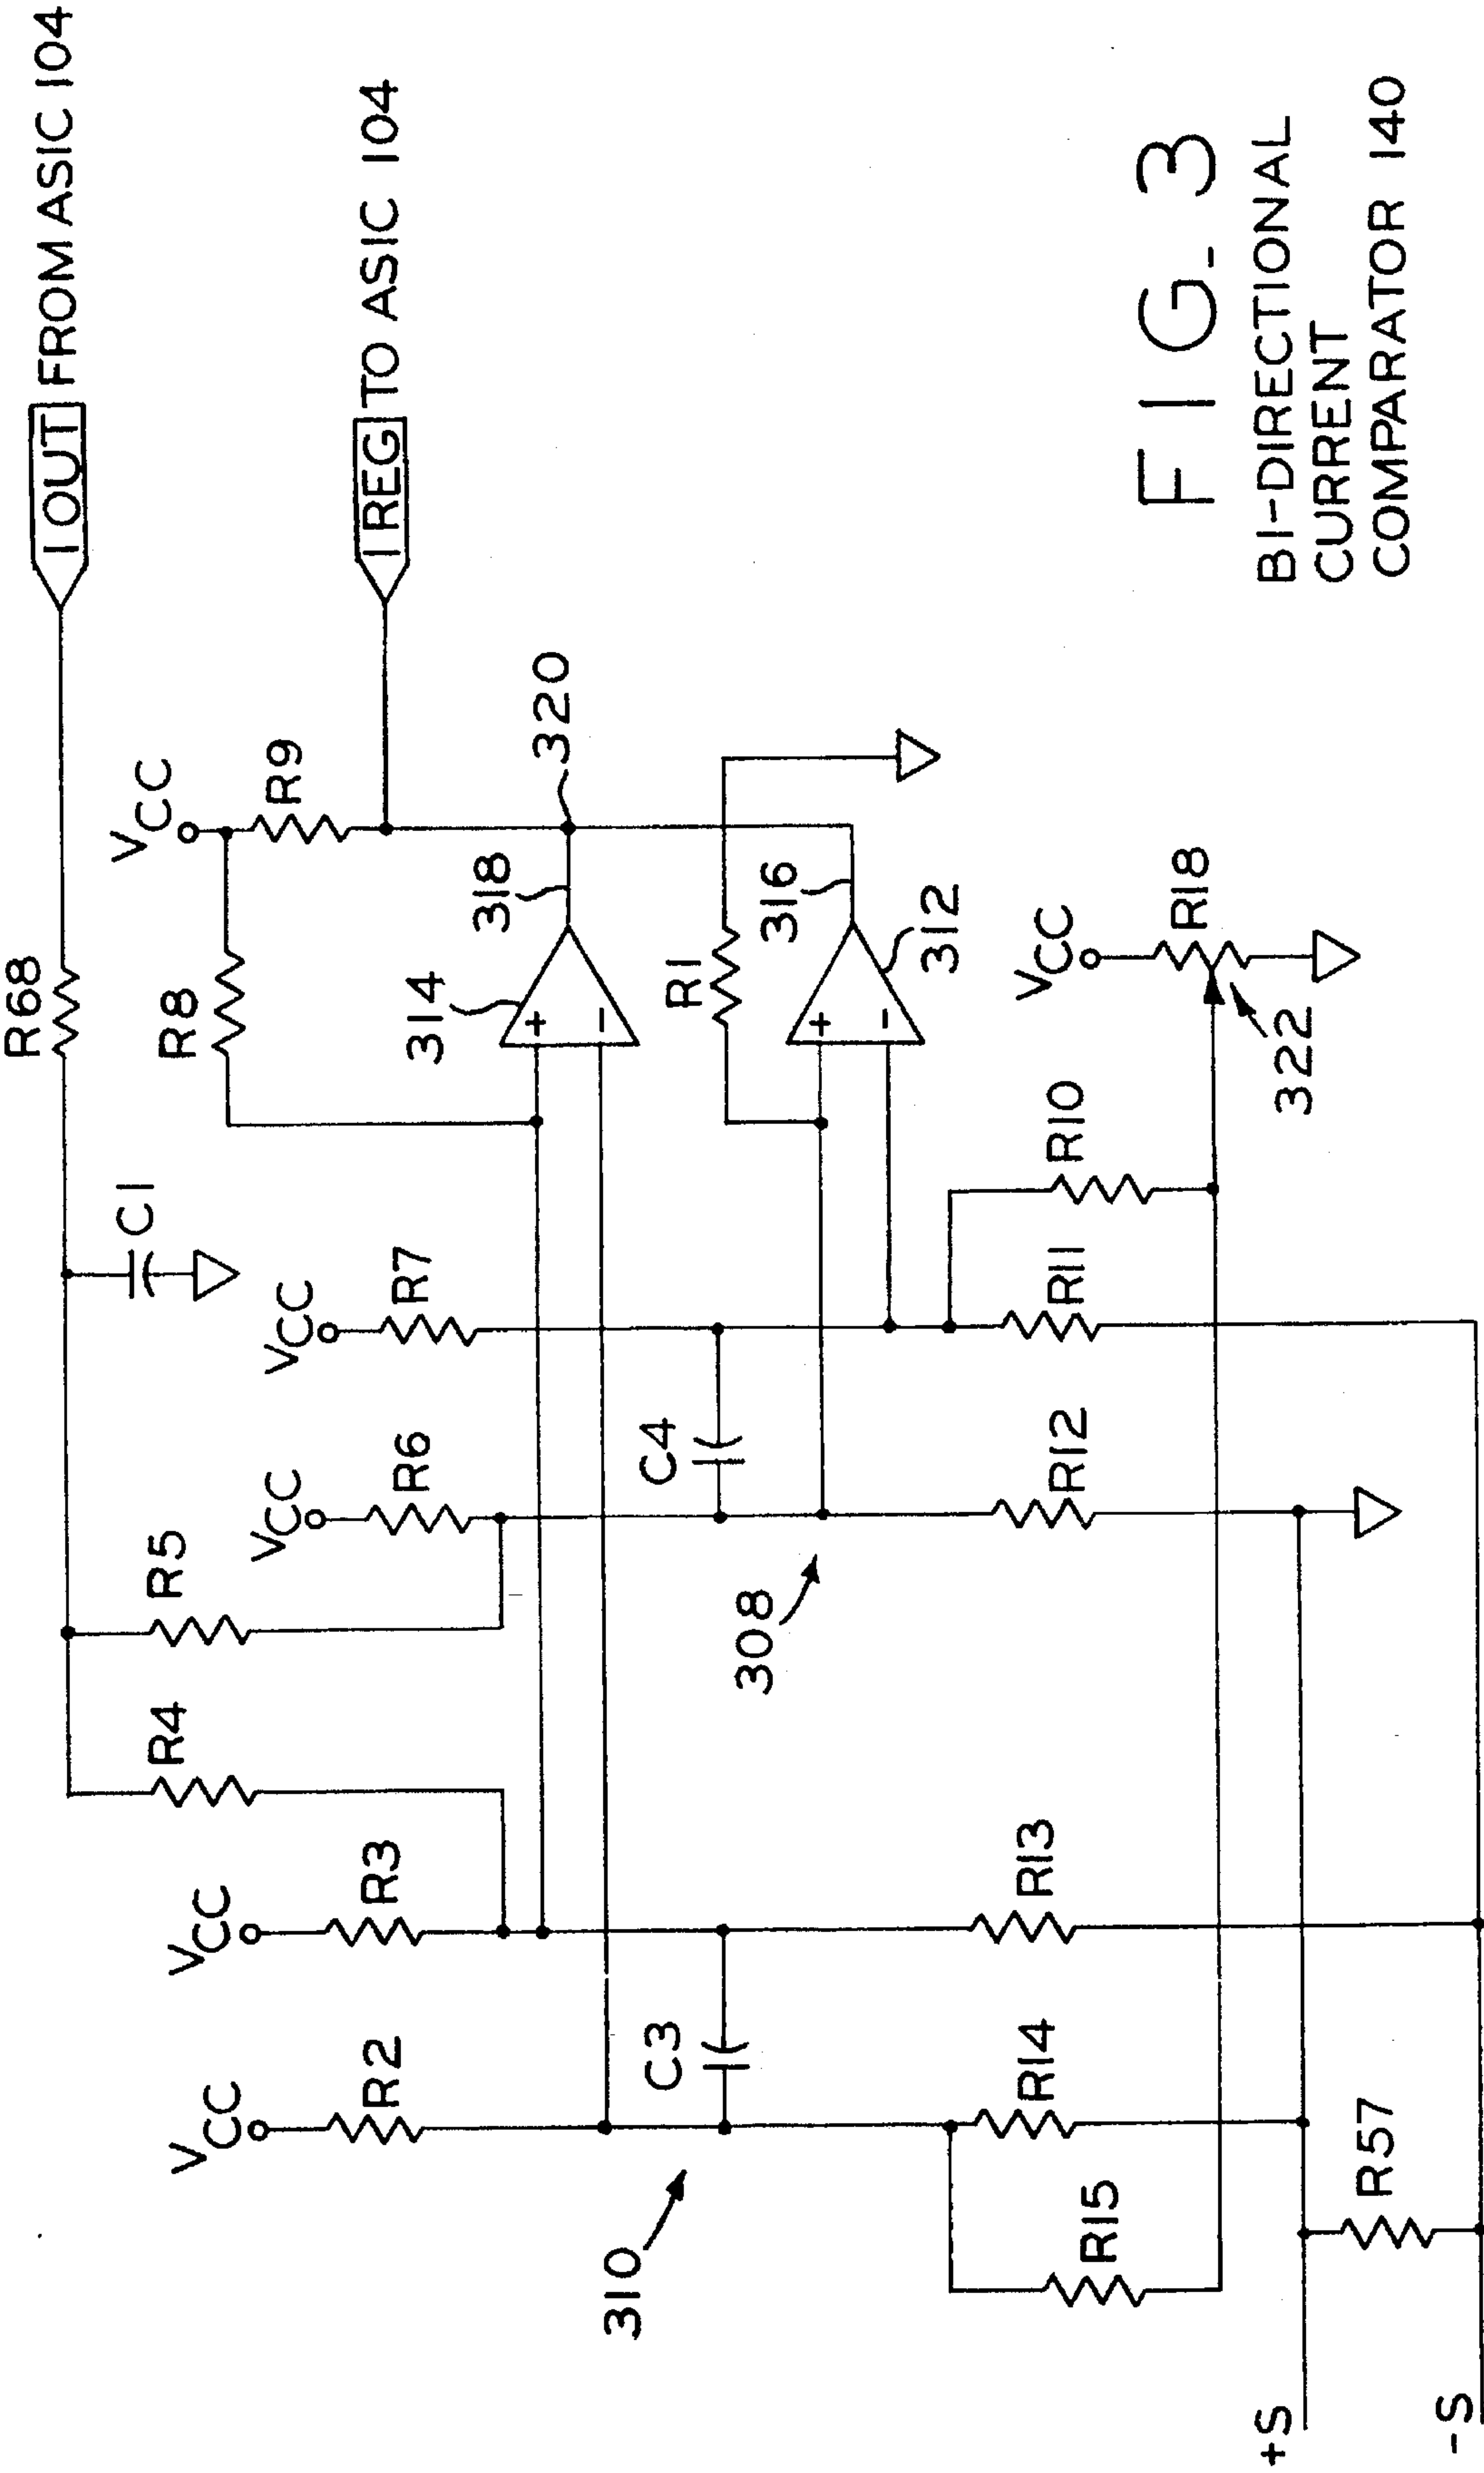 I OUT FROM ASIC 104
R68
C1
R5
R4
VCC
R8
R9
I REG TO ASIC 104
VCC
R2
VCC
R3
VCC
R6
VCC
R7
314
+
-
318
320
310
C3
308
C4
R1
+
-
316
312
R15
R14
R13
R12
R11
R10
VCC
R18
322
+S
-S
R57
FIG. 3
BI-DIRECTIONAL
CURRENT
COMPARATOR 140